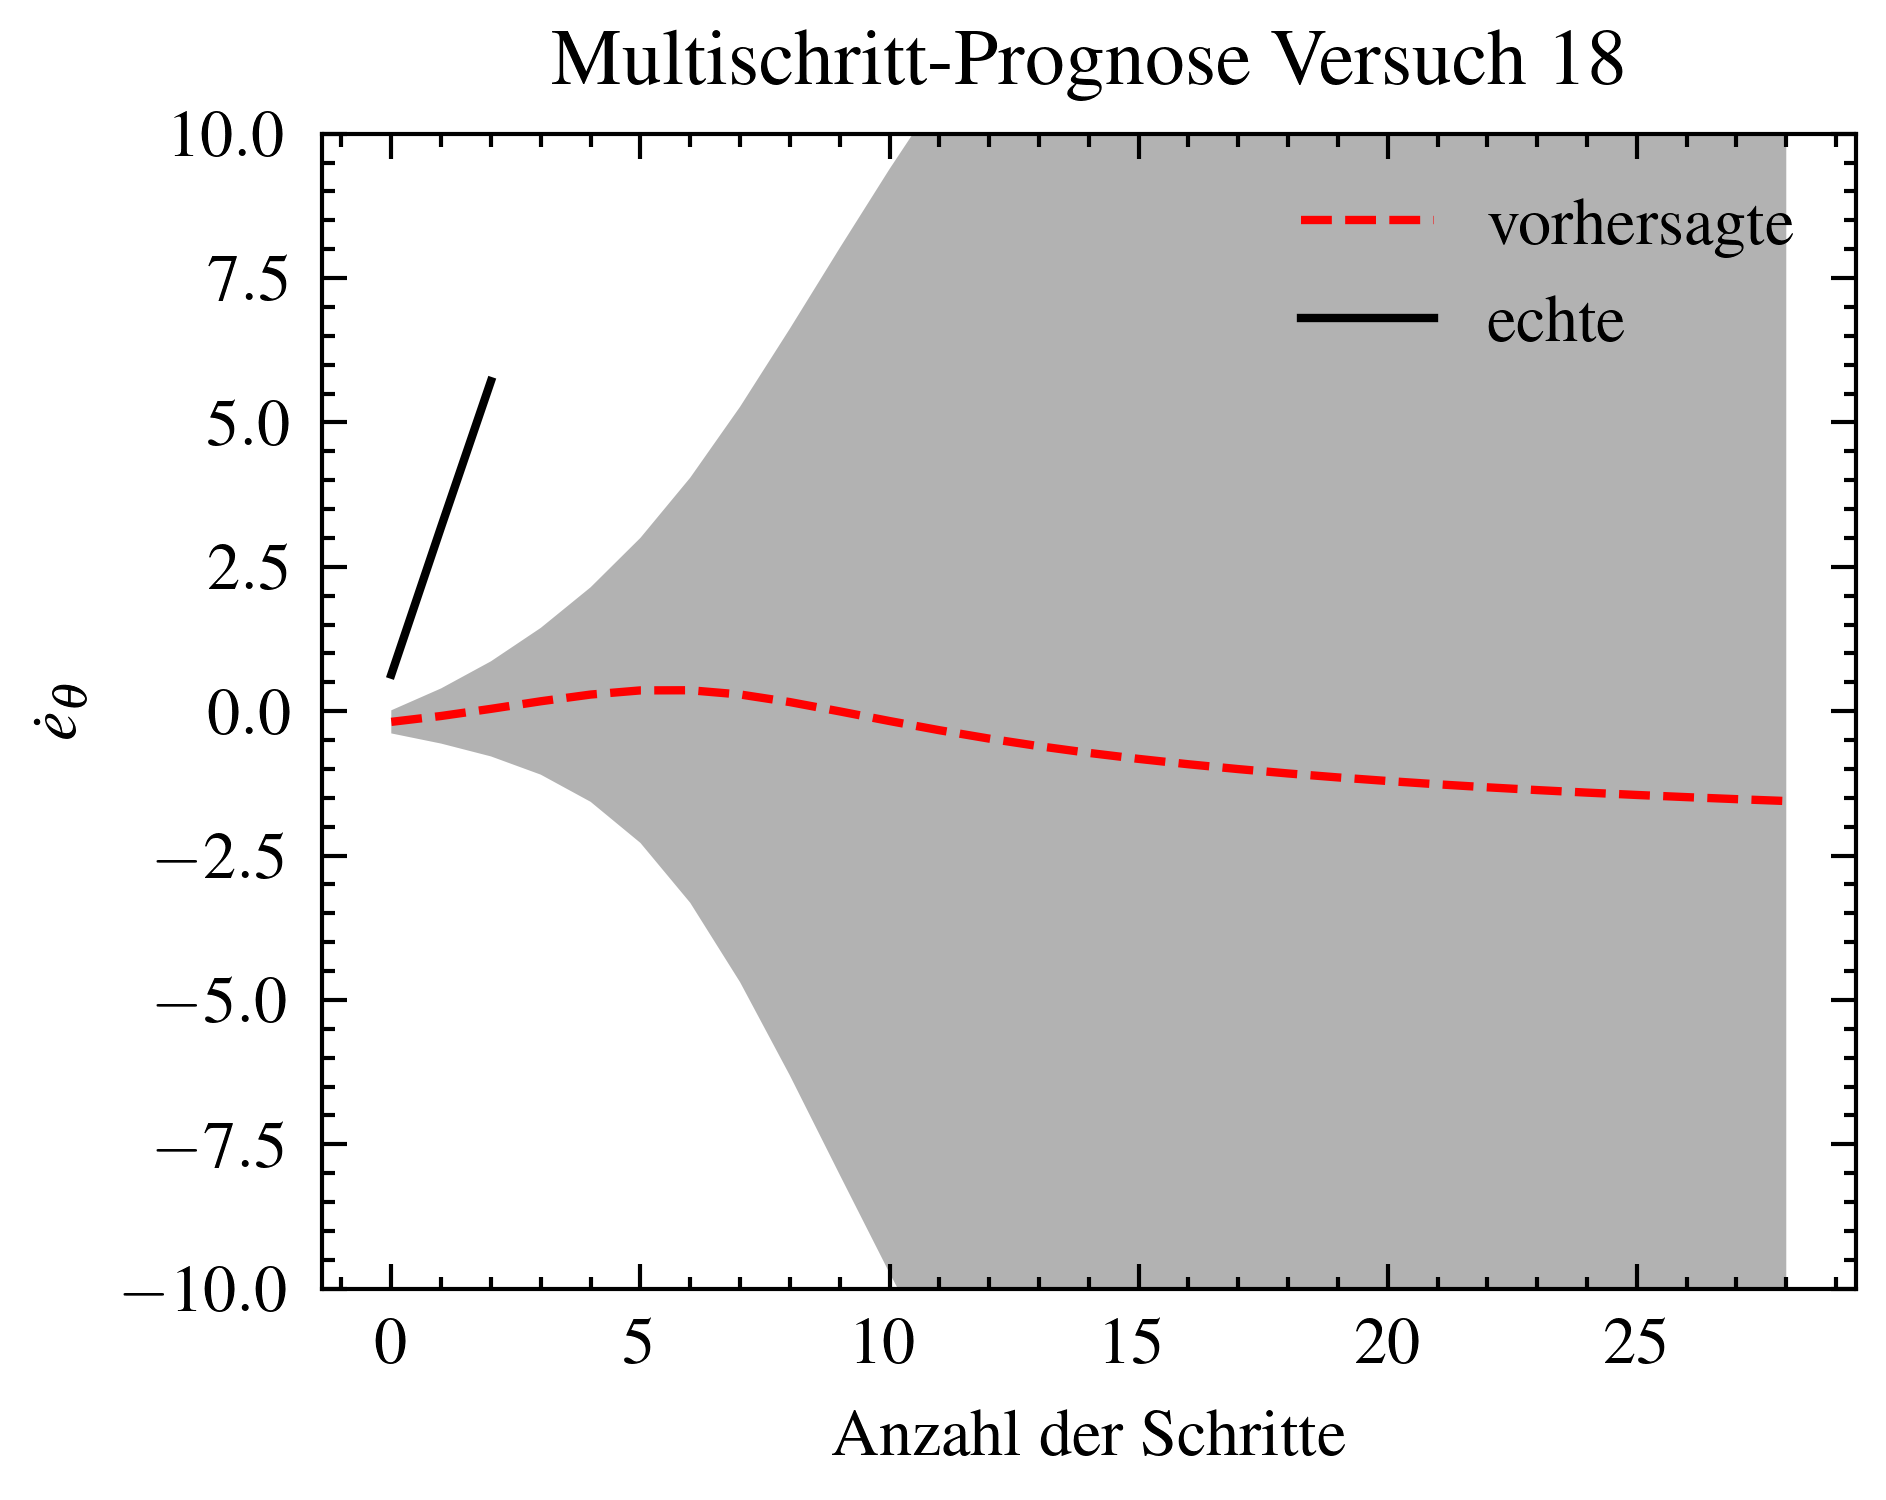 Multischritt-Prognose Versuch 18
10.0
7.5
5.0
2.5
0.0
−2.5
−5.0
−7.5
−10.0
ė_θ
vorhersagte
echte
0 5 10 15 20 25
Anzahl der Schritte